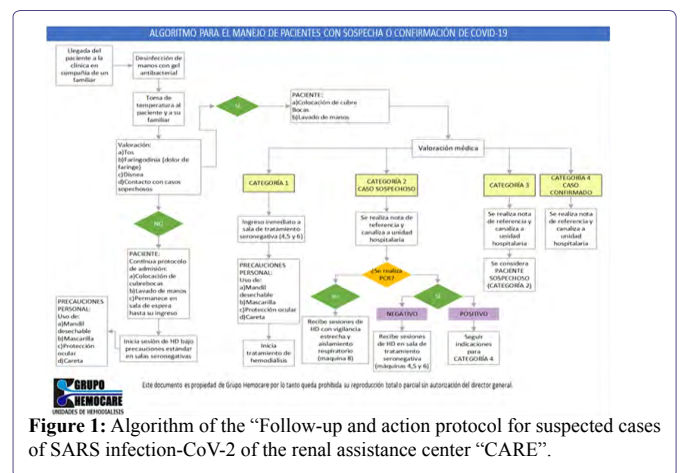 ALGORITMO PARA EL MANEJO DE PACIENTES CON SOSPECHA O CONFIRMACIÓN DE COVID-19
Llegada del
paciente a la
clínica en
compañía de un
familiar
Desinfección de
manos con gel
antibacterial
Toma de
temperatura al
paciente y a su
familiar
Valoración:
a)Tos
b)Faringodinia (dolor de
faringe)
c)Disnea
d)Contacto con casos
sopechosos
SÍ
PACIENTE:
a)Colocación de cubre
Bocas
b)Lavado de manos
Valoración médica
NO
PACIENTE:
Continua protocolo
de admisión:
a)Colocación de
cubrebocas
b)Lavado de manos
c)Permanece en
sala de espera
hasta su ingreso
Inicia sesión de HD bajo
precauciones estándar
en salas seronegativas
PRECAUCIONES
PERSONAL:
Uso de:
a)Mandil
desechable
b)Mascarilla
c)Protección
ocular
d)Careta
CATEGORÍA 1
Ingreso inmediato a
sala de tratamiento
seronegativa (4,5 y 6)
PRECAUCIONES
PERSONAL:
Uso de:
a)Mandil
desechable
b)Mascarilla
c)Protección ocular
d)Careta
Inicia
tratamiento de
hemodiálisis
CATEGORÍA 2
CASO SOSPECHOSO
Se realiza nota de
referencia y
canaliza a unidad
hospitalaria
¿Se realiza
PCR?
NO
Recibe sesiones de
HD con vigilancia
estrecha y
aislamiento
respiratorio
(maquina 8)
SÍ
NEGATIVO
Recibe sesiones de
HD en sala de
tratamiento
seronegativa
(máquinas 4,5 y 6)
POSITIVO
Seguir
indicaciones
para
CATEGORÍA 4
CATEGORÍA 3
Se realiza nota
de referencia y
canaliza a
unidad
hospitalaria
Se considera
PACIENTE
SOSPECHOSO
(CATEGORÍA 2)
CATEGORÍA 4
CASO
CONFIRMADO
Se realiza nota
de referencia y
canaliza a
unidad
hospitalaria
GRUPO
HEMOCARE
UNIDADES DE HEMODIÁLISIS
Este documento es propiedad de Grupo Hemocare por lo tanto queda prohibida su reproducción total o parcial sin autorización del director general.
Figure 1: Algorithm of the “Follow-up and action protocol for suspected cases
of SARS infection-CoV-2 of the renal assistance center “CARE”.